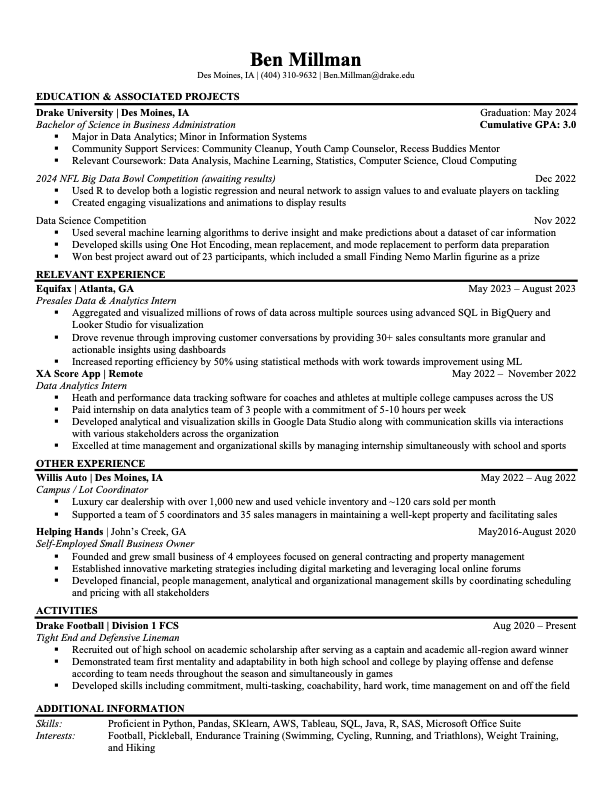 Ben Millman
Des Moines, IA | (404) 310-9632 | Ben.Millman@drake.edu
EDUCATION & ASSOCIATED PROJECTS
Drake University | Des Moines, IA Graduation: May 2024
Bachelor of Science in Business Administration Cumulative GPA: 3.0
▪ Major in Data Analytics; Minor in Information Systems
▪ Community Support Services: Community Cleanup, Youth Camp Counselor, Recess Buddies Mentor
▪ Relevant Coursework: Data Analysis, Machine Learning, Statistics, Computer Science, Cloud Computing
2024 NFL Big Data Bowl Competition (awaiting results) Dec 2022
▪ Used R to develop both a logistic regression and neural network to assign values to and evaluate players on tackling
▪ Created engaging visualizations and animations to display results
Data Science Competition Nov 2022
▪ Used several machine learning algorithms to derive insight and make predictions about a dataset of car information
▪ Developed skills using One Hot Encoding, mean replacement, and mode replacement to perform data preparation
▪ Won best project award out of 23 participants, which included a small Finding Nemo Marlin figurine as a prize
RELEVANT EXPERIENCE
Equifax | Atlanta, GA May 2023 – August 2023
Presales Data & Analytics Intern
▪ Aggregated and visualized millions of rows of data across multiple sources using advanced SQL in BigQuery and
Looker Studio for visualization
▪ Drove revenue through improving customer conversations by providing 30+ sales consultants more granular and
actionable insights using dashboards
▪ Increased reporting efficiency by 50% using statistical methods with work towards improvement using ML
XA Score App | Remote May 2022 – November 2022
Data Analytics Intern
▪ Heath and performance data tracking software for coaches and athletes at multiple college campuses across the US
▪ Paid internship on data analytics team of 3 people with a commitment of 5-10 hours per week
▪ Developed analytical and visualization skills in Google Data Studio along with communication skills via interactions
with various stakeholders across the organization
▪ Excelled at time management and organizational skills by managing internship simultaneously with school and sports
OTHER EXPERIENCE
Willis Auto | Des Moines, IA May 2022 – Aug 2022
Campus / Lot Coordinator
▪ Luxury car dealership with over 1,000 new and used vehicle inventory and ~120 cars sold per month
▪ Supported a team of 5 coordinators and 35 sales managers in maintaining a well-kept property and facilitating sales
Helping Hands | John's Creek, GA May2016-August 2020
Self-Employed Small Business Owner
▪ Founded and grew small business of 4 employees focused on general contracting and property management
▪ Established innovative marketing strategies including digital marketing and leveraging local online forums
▪ Developed financial, people management, analytical and organizational management skills by coordinating scheduling
and pricing with all stakeholders
ACTIVITIES
Drake Football | Division 1 FCS Aug 2020 – Present
Tight End and Defensive Lineman
▪ Recruited out of high school on academic scholarship after serving as a captain and academic all-region award winner
▪ Demonstrated team first mentality and adaptability in both high school and college by playing offense and defense
according to team needs throughout the season and simultaneously in games
▪ Developed skills including commitment, multi-tasking, coachability, hard work, time management on and off the field
ADDITIONAL INFORMATION
Skills: Proficient in Python, Pandas, SKlearn, AWS, Tableau, SQL, Java, R, SAS, Microsoft Office Suite
Interests: Football, Pickleball, Endurance Training (Swimming, Cycling, Running, and Triathlons), Weight Training,
and Hiking